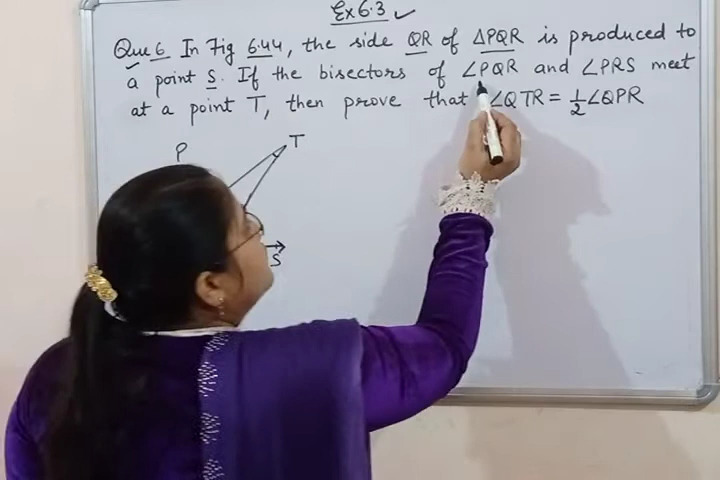 Ex 6.3
Que 6 In Fig 6.44, the side QR of ΔPQR is produced to
a point S. If the bisectors of ∠PQR and ∠PRS meet
at a point T, then prove that ∠QTR = 1/2 ∠QPR
P T
S